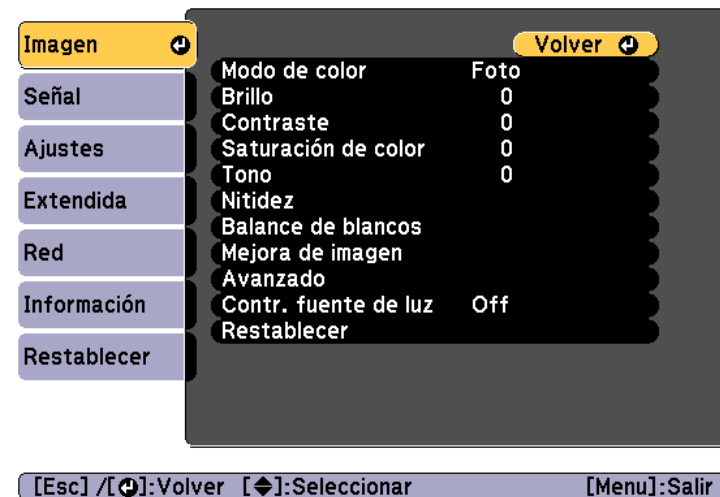 Imagen
Señal
Ajustes
Extendida
Red
Información
Restablecer
Volver
Modo de color Foto
Brillo 0
Contraste 0
Saturación de color 0
Tono 0
Nitidez
Balance de blancos
Mejora de imagen
Avanzado
Contr. fuente de luz Off
Restablecer
[Esc] /[⏎]:Volver [◆]:Seleccionar [Menu]:Salir